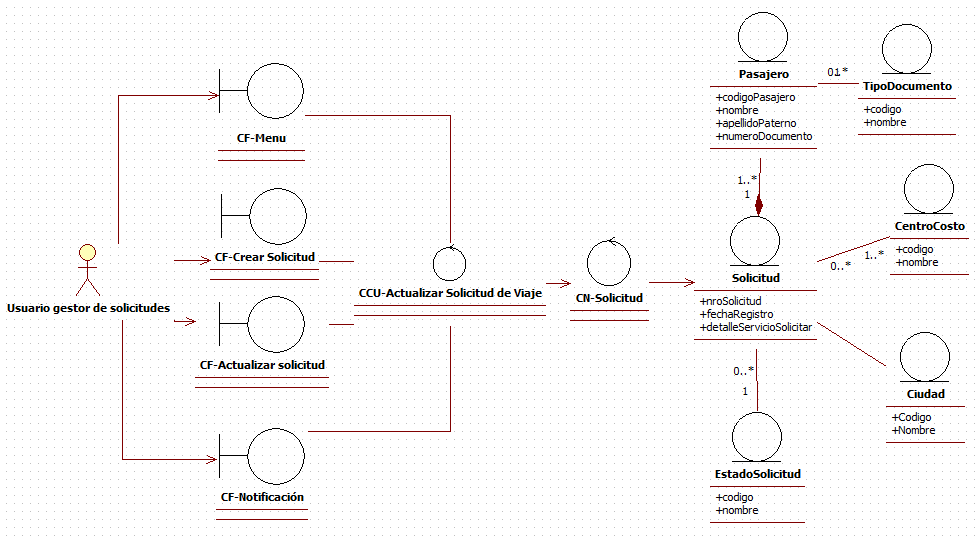 Pasajero
+codigoPasajero
+nombre
+apellidoPaterno
+numeroDocumento
0..*
1
TipoDocumento
+codigo
+nombre
CF-Menu
1..*
1
CentroCosto
+codigo
+nombre
0..*
1..*
CF-Crear Solicitud
Usuario gestor de solicitudes
CCU-Actualizar Solicitud de Viaje
CN-Solicitud
Solicitud
+nroSolicitud
+fechaRegistro
+detalleServicioSolicitar
CF-Actualizar solicitud
Ciudad
+Codigo
+Nombre
0..*
1
EstadoSolicitud
+codigo
+nombre
CF-Notificación